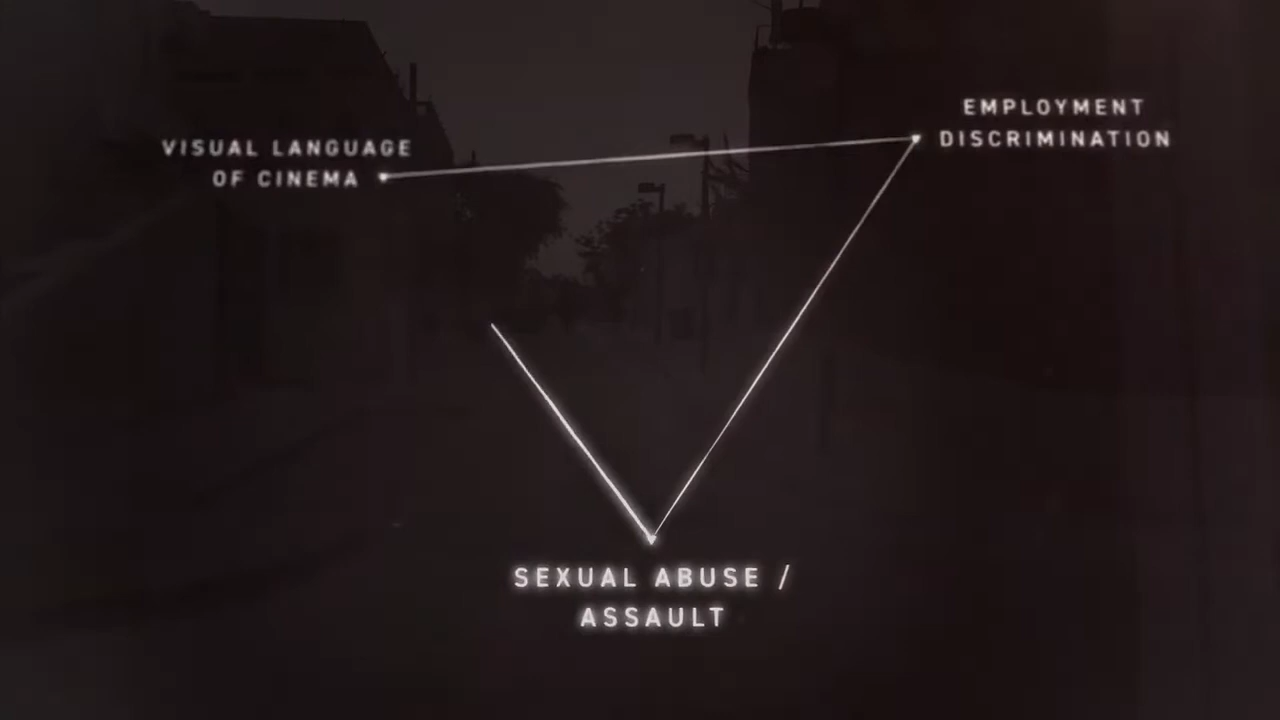 VISUAL LANGUAGE
OF CINEMA
EMPLOYMENT
DISCRIMINATION
SEXUAL ABUSE /
ASSAULT